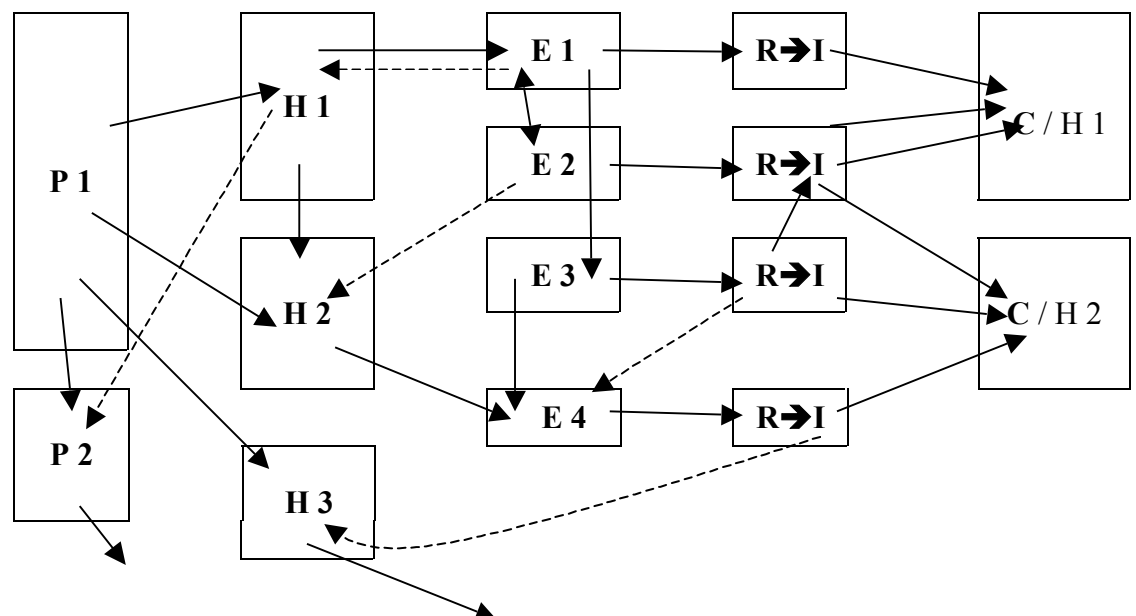 P 1
P 2
H 1
H 2
H 3
E 1
E 2
E 3
E 4
R➔I
R➔I
R➔I
R➔I
C / H 1
C / H 2